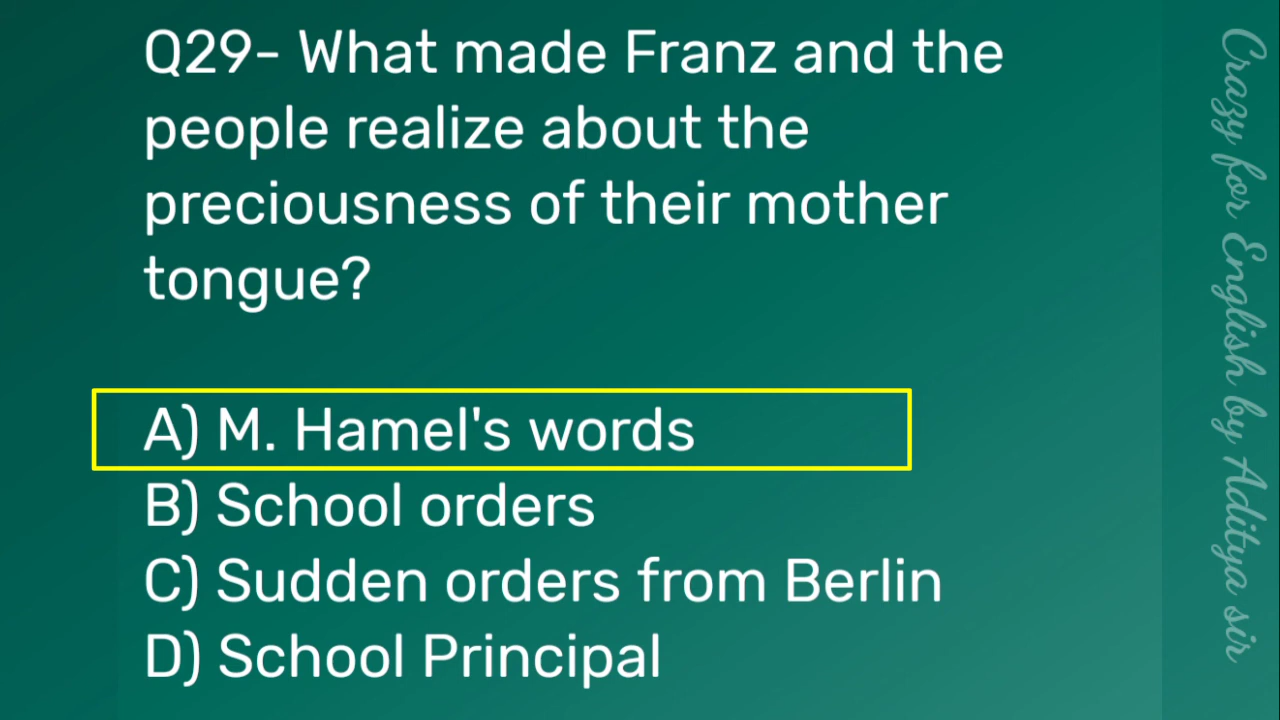 Q29- What made Franz and the
people realize about the
preciousness of their mother
tongue?
A) M. Hamel's words
B) School orders
C) Sudden orders from Berlin
D) School Principal
Crazy for English by Aditya sir